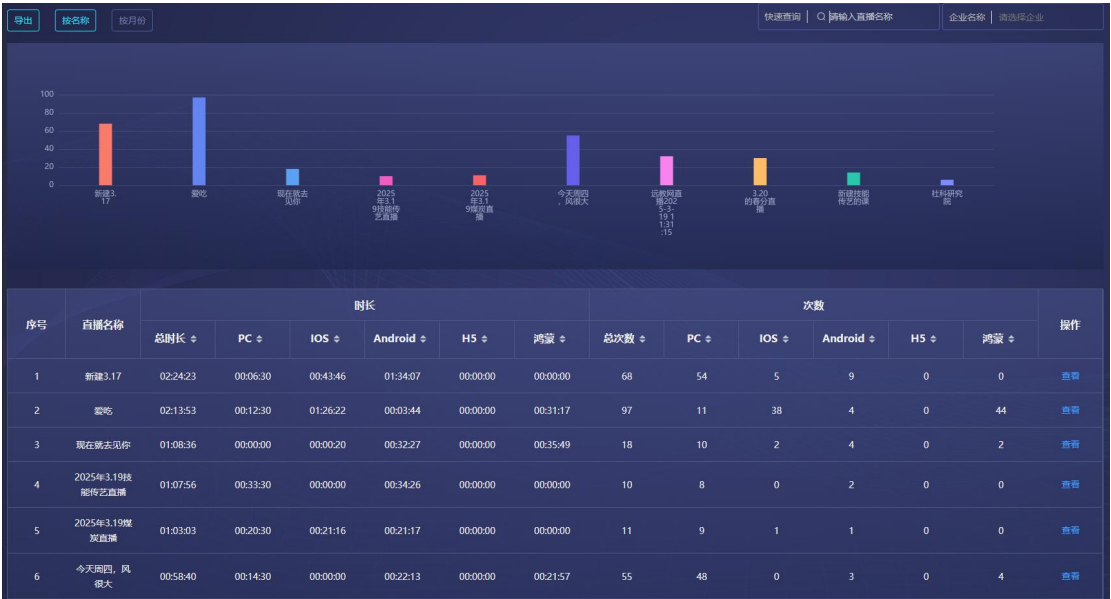 导出 按名称 按月份 快速查询 请输入直播名称 企业名称 请选择企业
100
80
60
40
20
0
新建3.
17
爱吃
现在就去
见你
2025
年3.1
9技能传
艺直播
2025
年3.1
9煤炭直
播
今天周四
，风很大
远教网直
播202
5-3-
19 1
1:31
:15
3.20
的春分直
播
新建技能
传艺的课
社科研究
院
序号 直播名称 时长 次数 操作
总时长 PC IOS Android H5 鸿蒙 总次数 PC IOS Android H5 鸿蒙
1 新建3.17 02:24:23 00:06:30 00:43:46 01:34:07 00:00:00 00:00:00 68 54 5 9 0 0 查看
2 爱吃 02:13:53 00:12:30 01:26:22 00:03:44 00:00:00 00:31:17 97 11 38 4 0 44 查看
3 现在就去见你 01:08:36 00:00:00 00:00:20 00:32:27 00:00:00 00:35:49 18 10 2 4 0 2 查看
4 2025年3.19技
能传艺直播 01:07:56 00:33:30 00:00:00 00:34:26 00:00:00 00:00:00 10 8 0 2 0 0 查看
5 2025年3.19煤
炭直播 01:03:03 00:20:30 00:21:16 00:21:17 00:00:00 00:00:00 11 9 1 1 0 0 查看
6 今天周四，风
很大 00:58:40 00:14:30 00:00:00 00:22:13 00:00:00 00:21:57 55 48 0 3 0 4 查看